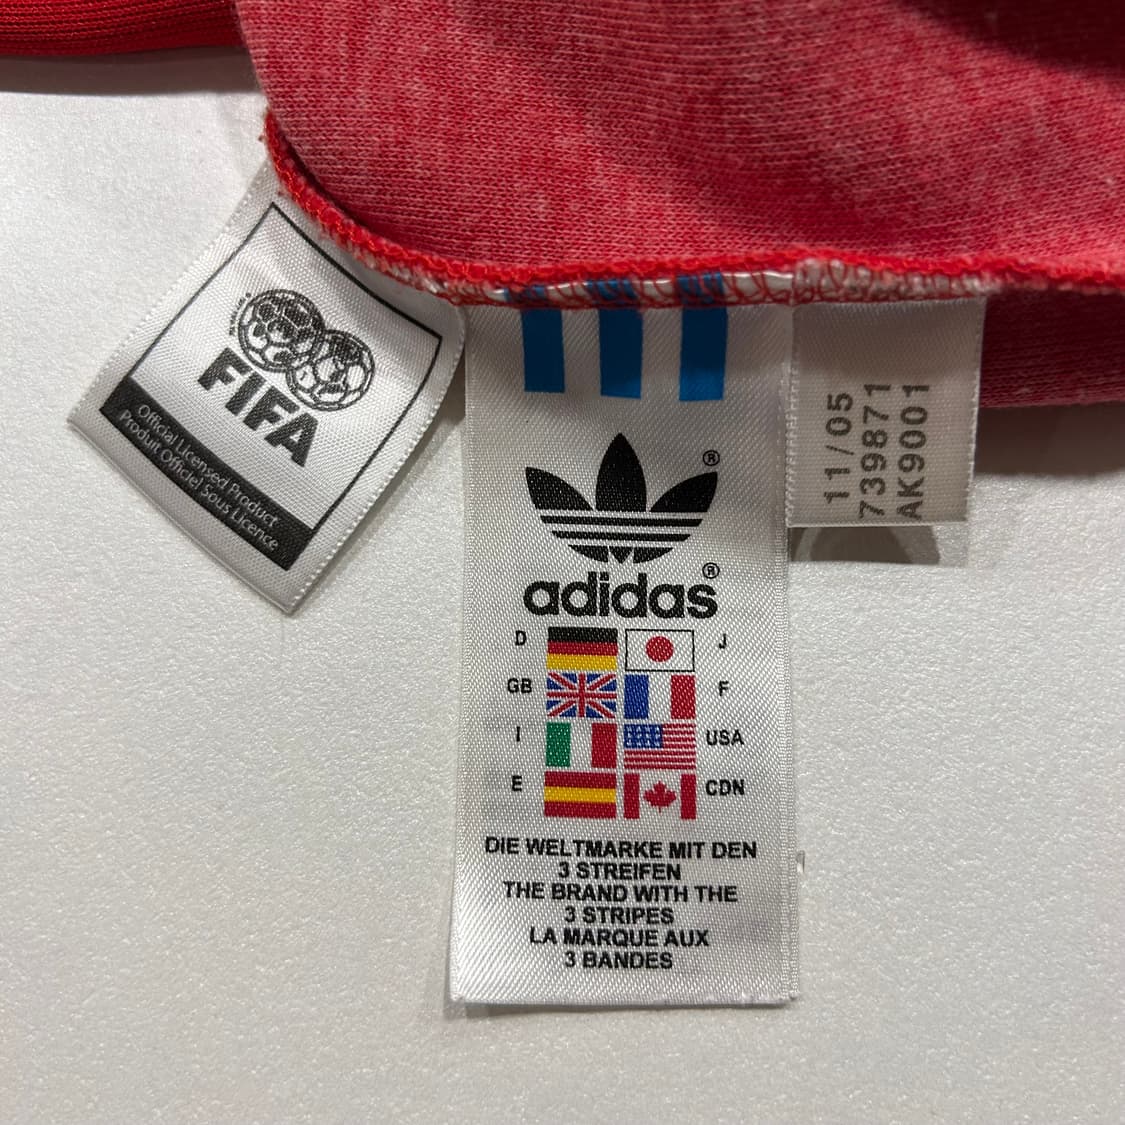 FIFA
Official Licensed Product
Produit Officiel Sous Licence
®
adidas®
D J
GB F
I USA
E CDN
DIE WELTMARKE MIT DEN
3 STREIFEN
THE BRAND WITH THE
3 STRIPES
LA MARQUE AUX
3 BANDES
11/05
739871
AK9001